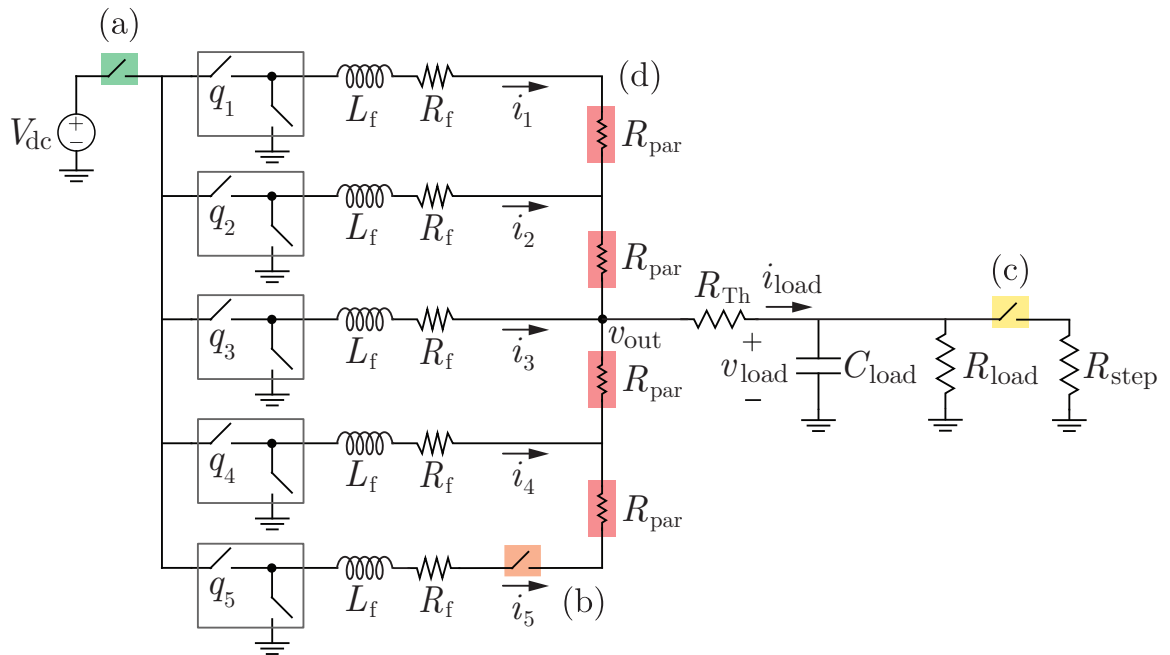 (a)
V_dc
+
−
q_1
L_f
R_f
i_1
(d)
R_par
q_2
L_f
R_f
i_2
R_par
q_3
L_f
R_f
i_3
v_out
R_Th
i_load
(c)
+
v_load
−
C_load
R_load
R_step
R_par
q_4
L_f
R_f
i_4
R_par
q_5
L_f
R_f
i_5
(b)